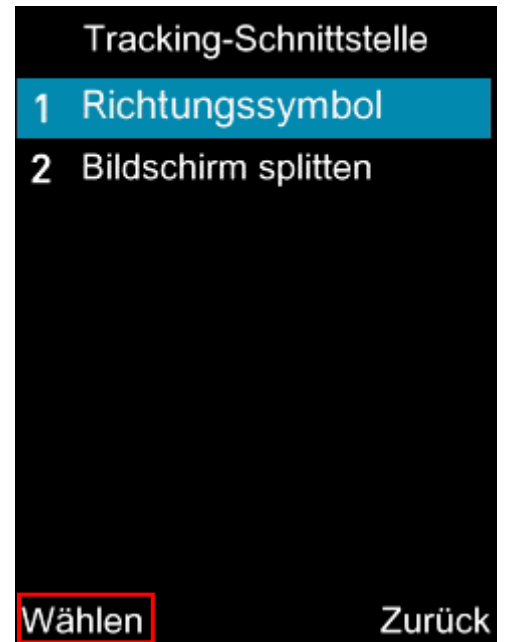 Tracking-Schnittstelle
1 Richtungssymbol
2 Bildschirm splitten
Wählen Zurück